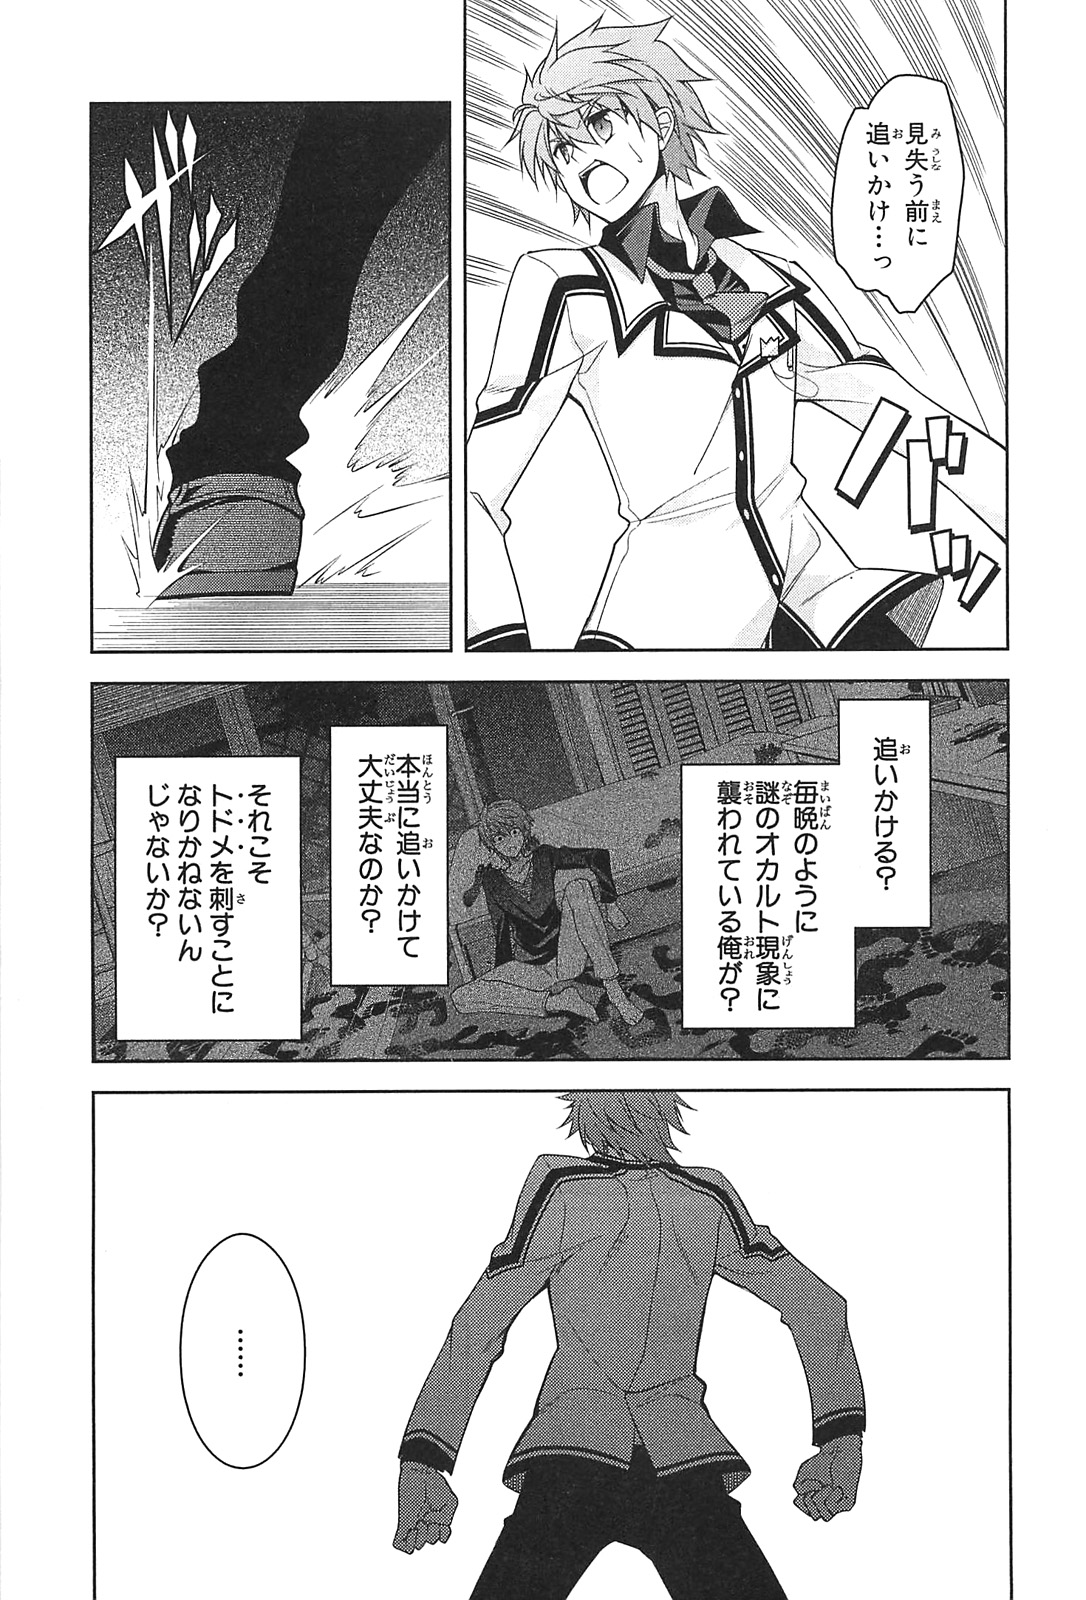 見失う前に
追いかけ…っ
ババッ
追いかける?
毎晩のように
謎のオカルト現象に
襲われている俺が?
本当に追いかけて
大丈夫なのか?
それこそ
トドメを刺すことに
なりかねないん
じゃないか?
……